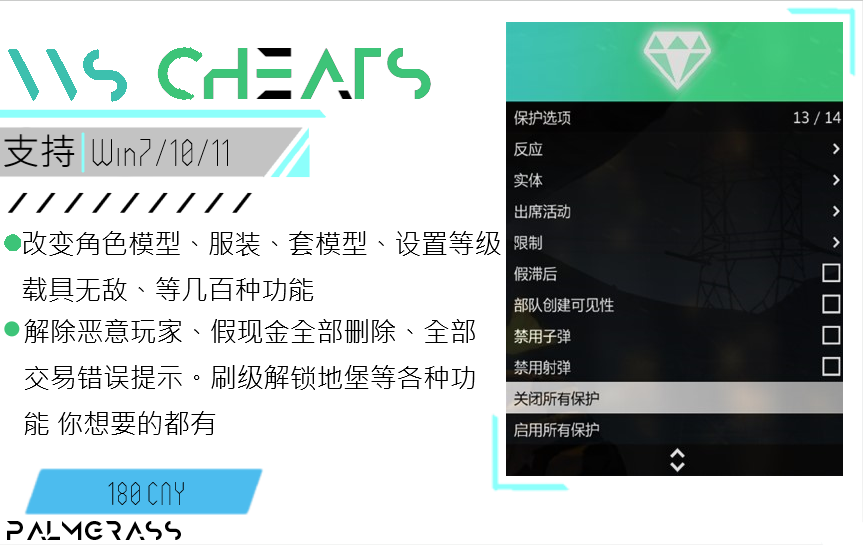 VVS CHEATS
支持 Win7/10/11
改变角色模型、服装、套模型、设置等级
载具无敌、等几百种功能
解除恶意玩家、假现金全部删除、全部
交易错误提示。刷级解锁地堡等各种功
能 你想要的都有
180 CNY
PALMGRASS
保护选项 13 / 14
反应
实体
出席活动
限制
假滞后
部队创建可见性
禁用子弹
禁用射弹
关闭所有保护
启用所有保护